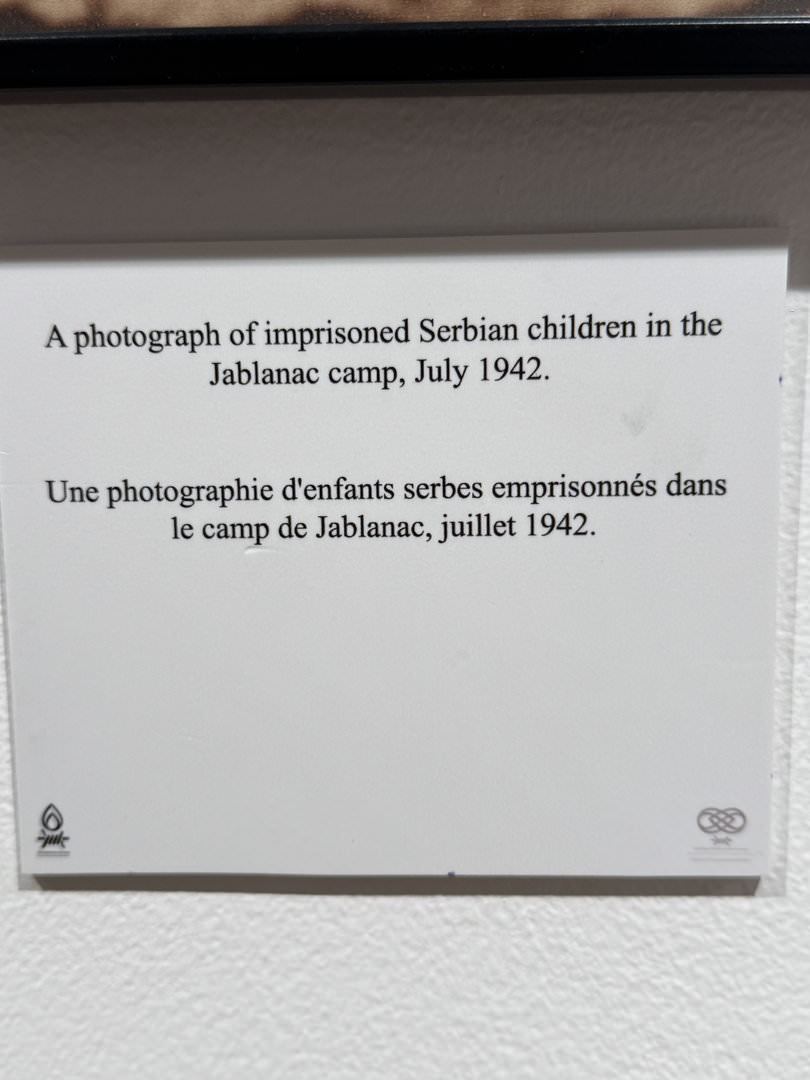 A photograph of imprisoned Serbian children in the
Jablanac camp, July 1942.
Une photographie d'enfants serbes emprisonnés dans
le camp de Jablanac, juillet 1942.